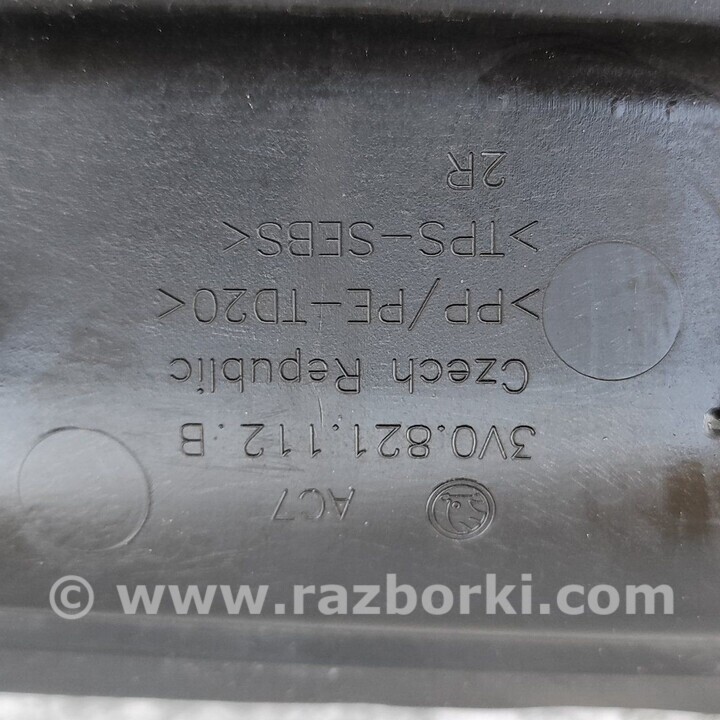 AC7
3V0.821.112.B
Czech Republic
>PP/PE-TD20<
>TPS-SEBS<
2R
© www.razborki.com